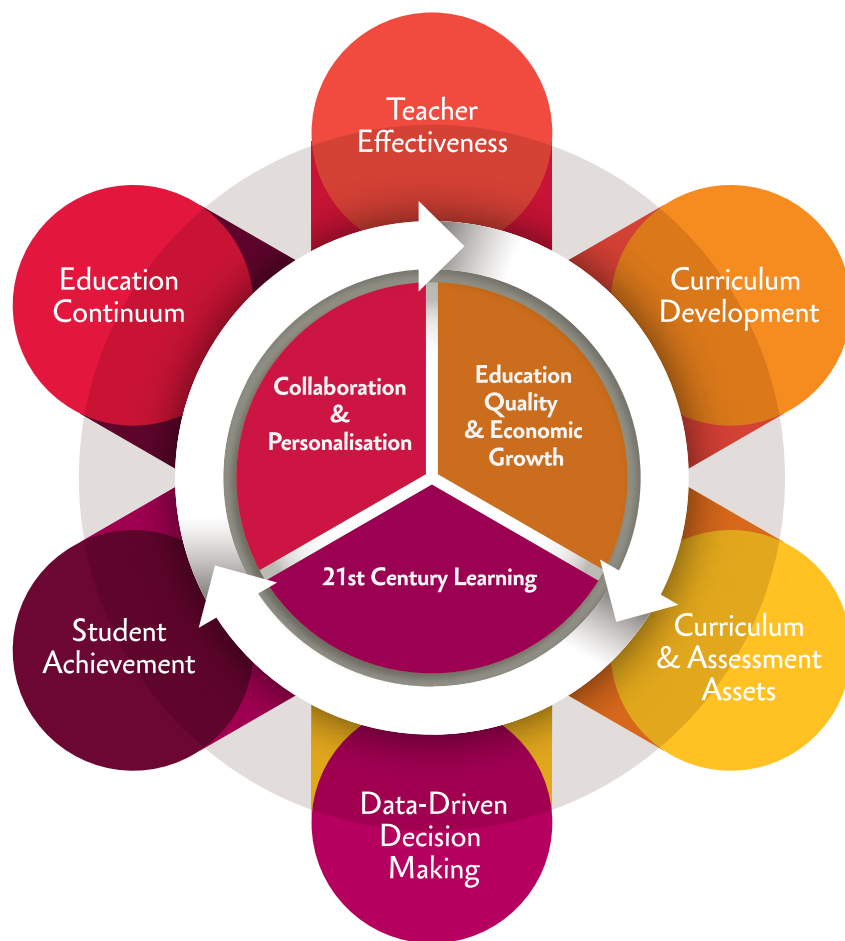 Teacher
Effectiveness
Education
Continuum
Curriculum
Development
Collaboration
&
Personalisation
Education
Quality
& Economic
Growth
21st Century Learning
Student
Achievement
Curriculum
& Assessment
Assets
Data-Driven
Decision
Making